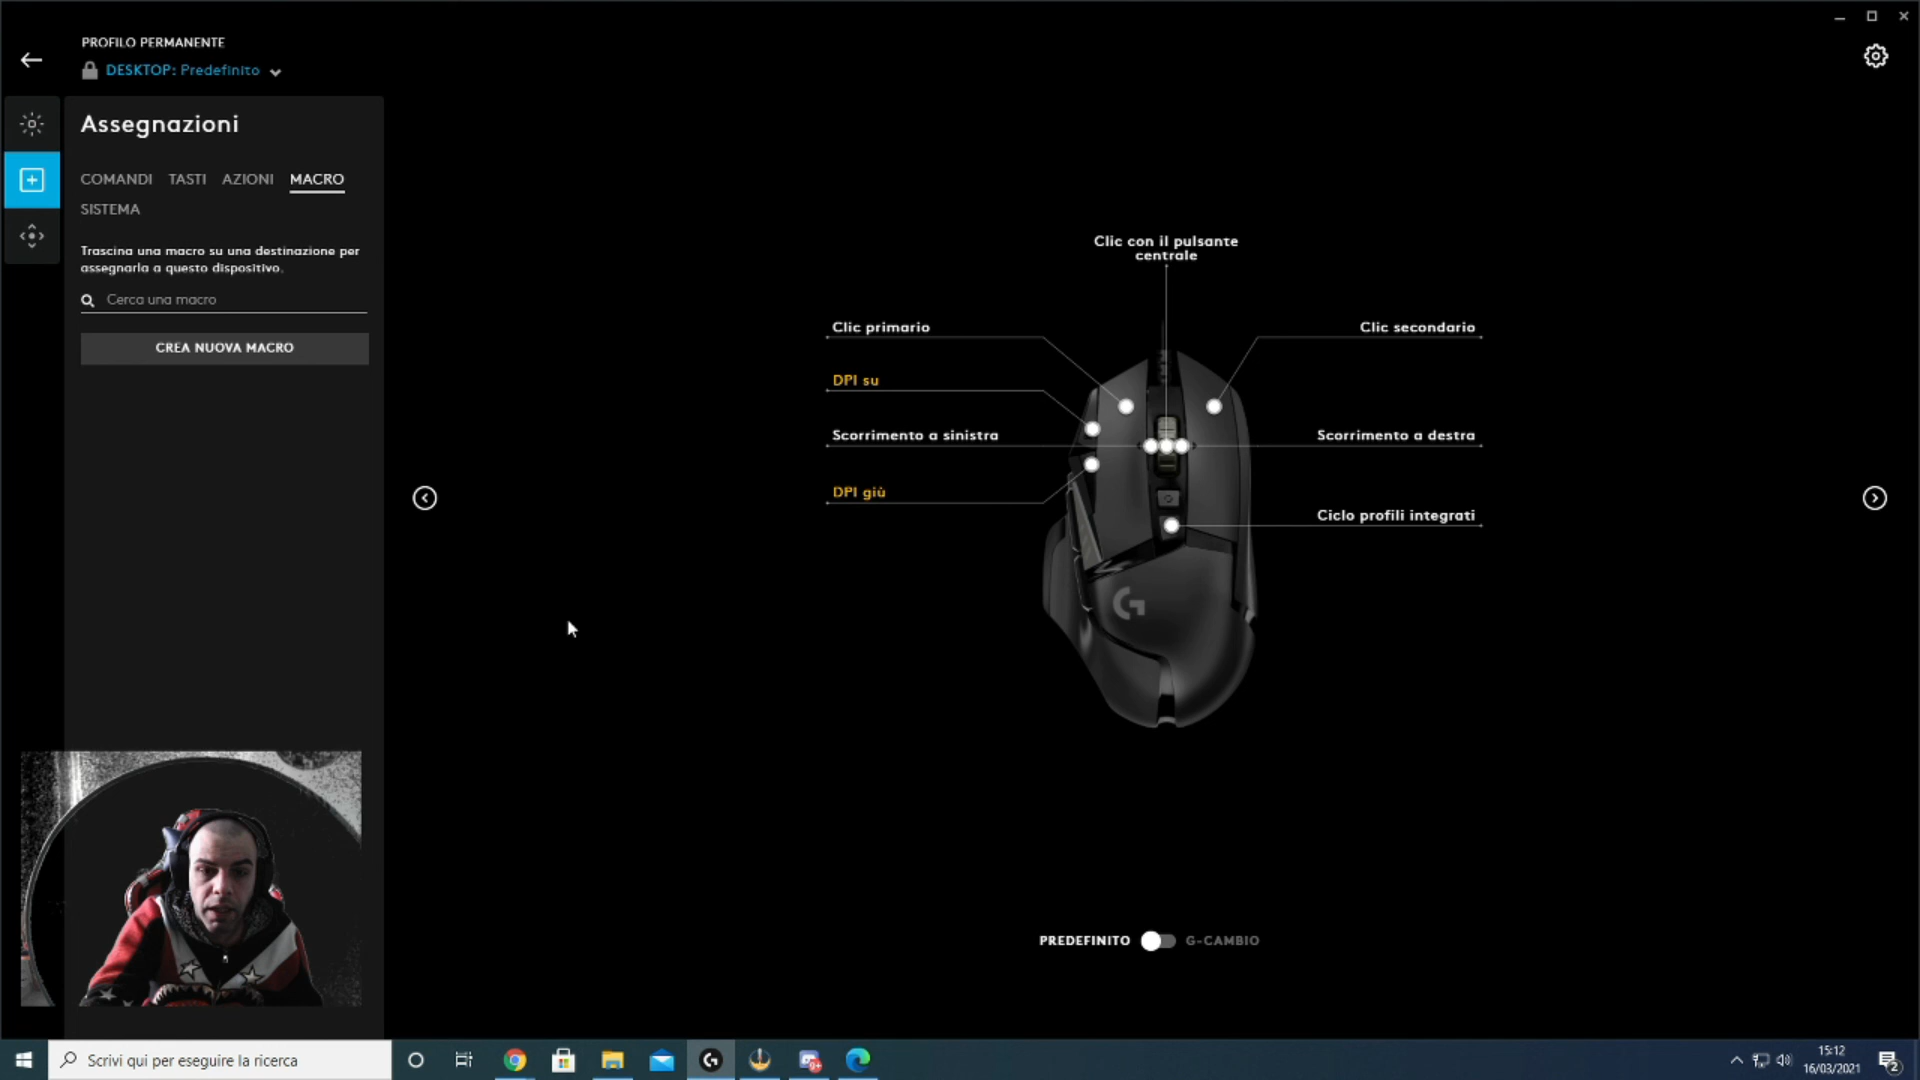 PROFILO PERMANENTE
DESKTOP: Predefinito
Assegnazioni
COMANDI TASTI AZIONI MACRO
SISTEMA
Trascina una macro su una destinazione per
assegnarla a questo dispositivo.
Cerca una macro
CREA NUOVA MACRO
Clic con il pulsante
centrale
Clic primario
Clic secondario
DPI su
Scorrimento a sinistra
Scorrimento a destra
DPI giù
Ciclo profili integrati
PREDEFINITO G-CAMBIO
Scrivi qui per eseguire la ricerca
15:12
16/03/2021
2